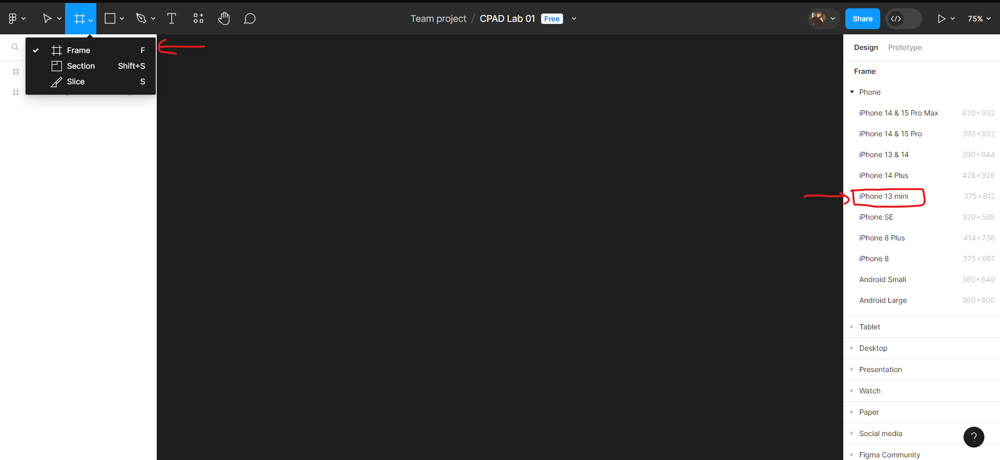 Team project / CPAD Lab 01 Free
Share
75%
Frame F
Section Shift+S
Slice S
Design Prototype
Frame
Phone
iPhone 14 & 15 Pro Max 430×932
iPhone 14 & 15 Pro 393×852
iPhone 13 & 14 390×844
iPhone 14 Plus 428×926
iPhone 13 mini 375×812
iPhone SE 320×568
iPhone 8 Plus 414×736
iPhone 8 375×667
Android Small 360×640
Android Large 360×800
Tablet
Desktop
Presentation
Watch
Paper
Social media
?
Figma Community